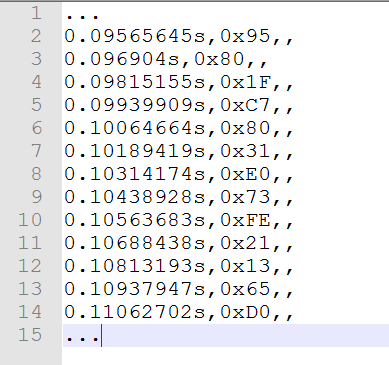 1 ...
2 0.09565645s,0x95,,
3 0.096904s,0x80,,
4 0.09815155s,0x1F,,
5 0.09939909s,0xC7,,
6 0.10064664s,0x80,,
7 0.10189419s,0x31,,
8 0.10314174s,0xE0,,
9 0.10438928s,0x73,,
10 0.10563683s,0xFE,,
11 0.10688438s,0x21,,
12 0.10813193s,0x13,,
13 0.10937947s,0x65,,
14 0.11062702s,0xD0,,
15 ...